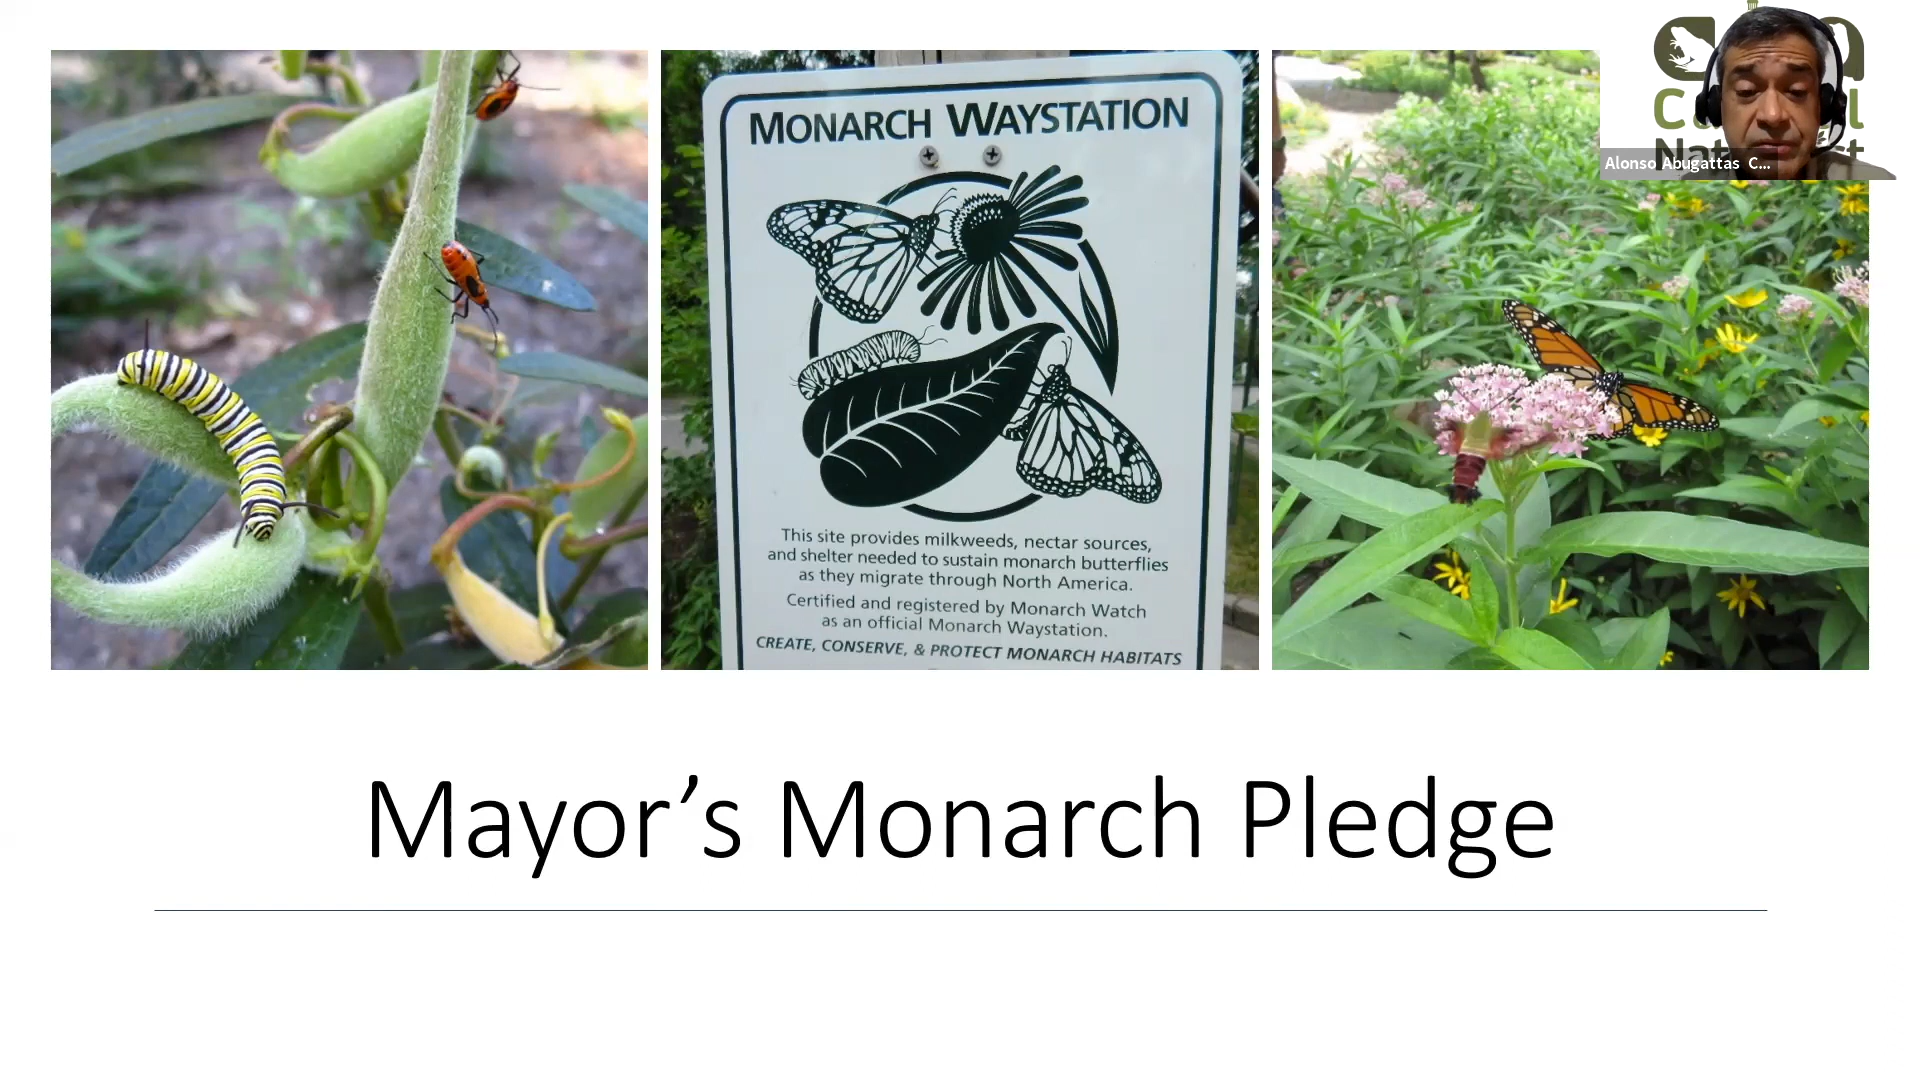 MONARCH WAYSTATION
This site provides milkweeds, nectar sources,
and shelter needed to sustain monarch butterflies
as they migrate through North America.
Certified and registered by Monarch Watch
as an official Monarch Waystation.
CREATE, CONSERVE, & PROTECT MONARCH HABITATS
Alonso Abugattas C...
Mayor’s Monarch Pledge